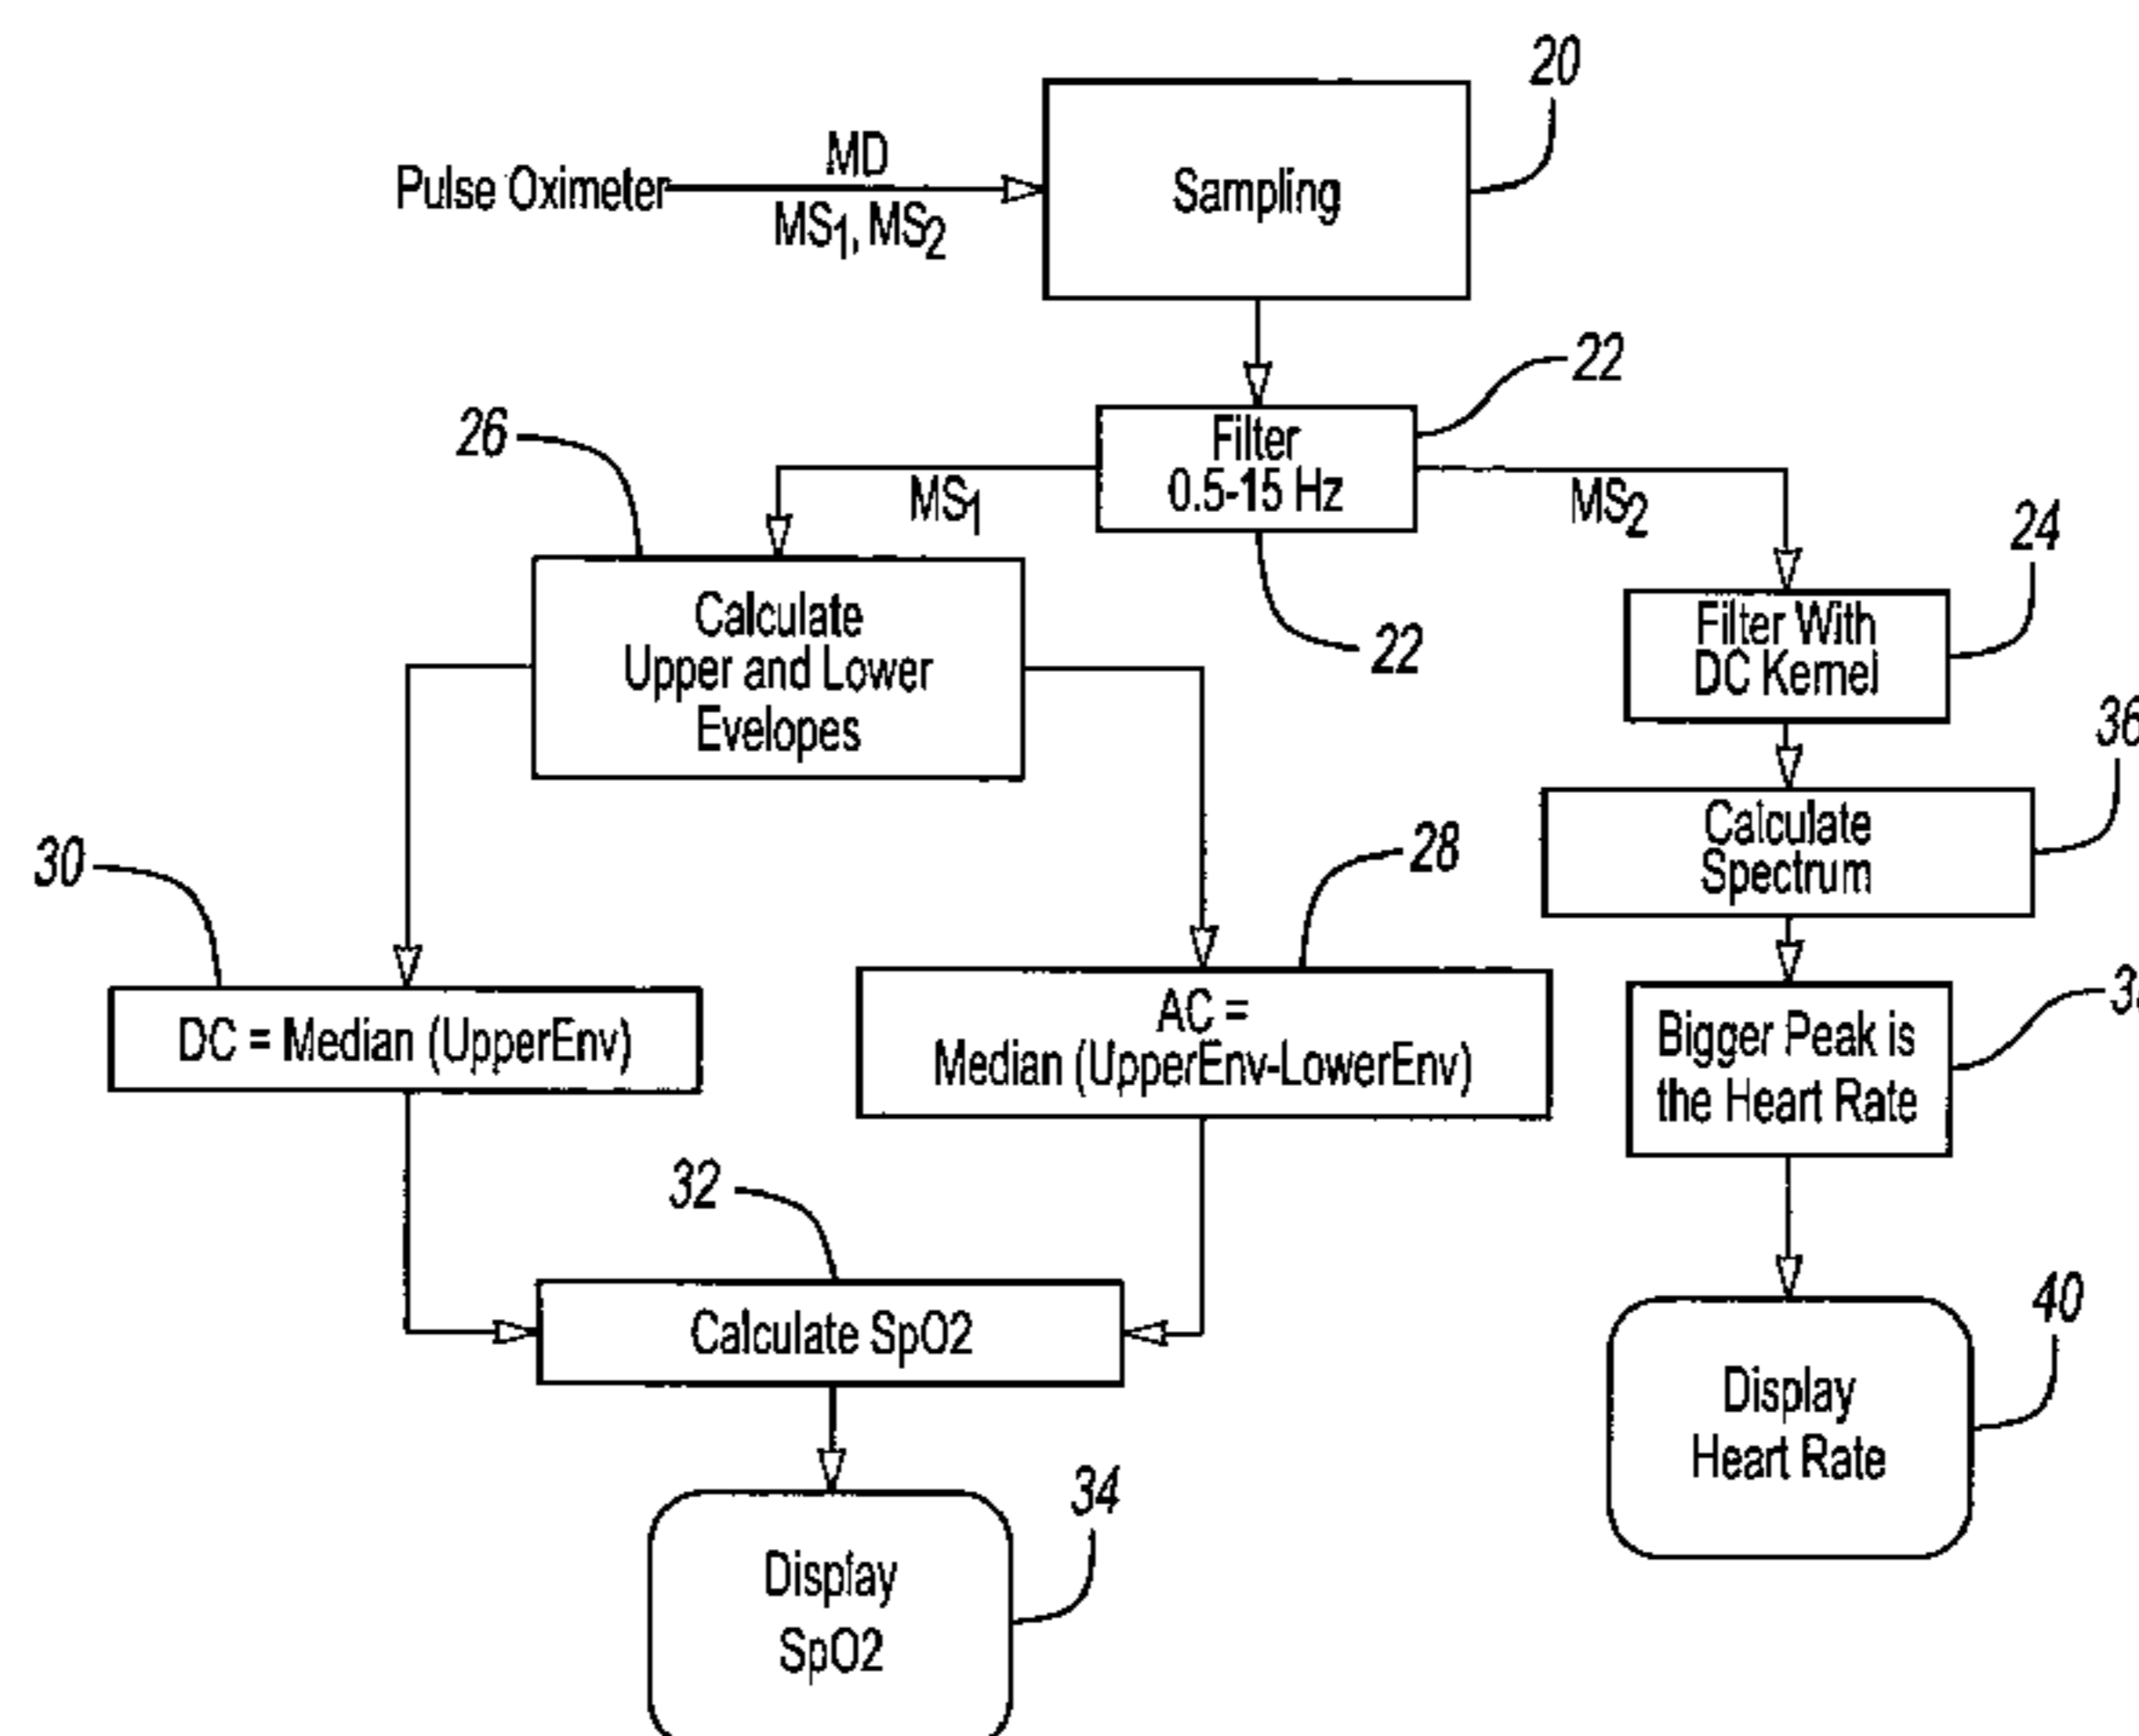 20
MD
Pulse Oximeter
MS1, MS2
Sampling
22
Filter
0.5-15 Hz
22
MS1
MS2
26
Calculate
Upper and Lower
Evelopes
24
Filter With
DC Kernel
36
Calculate
Spectrum
30
DC = Median (UpperEnv)
28
AC =
Median (UpperEnv-LowerEnv)
Bigger Peak is
the Heart Rate
32
Calculate SpO2
40
Display
Heart Rate
34
Display
SpO2